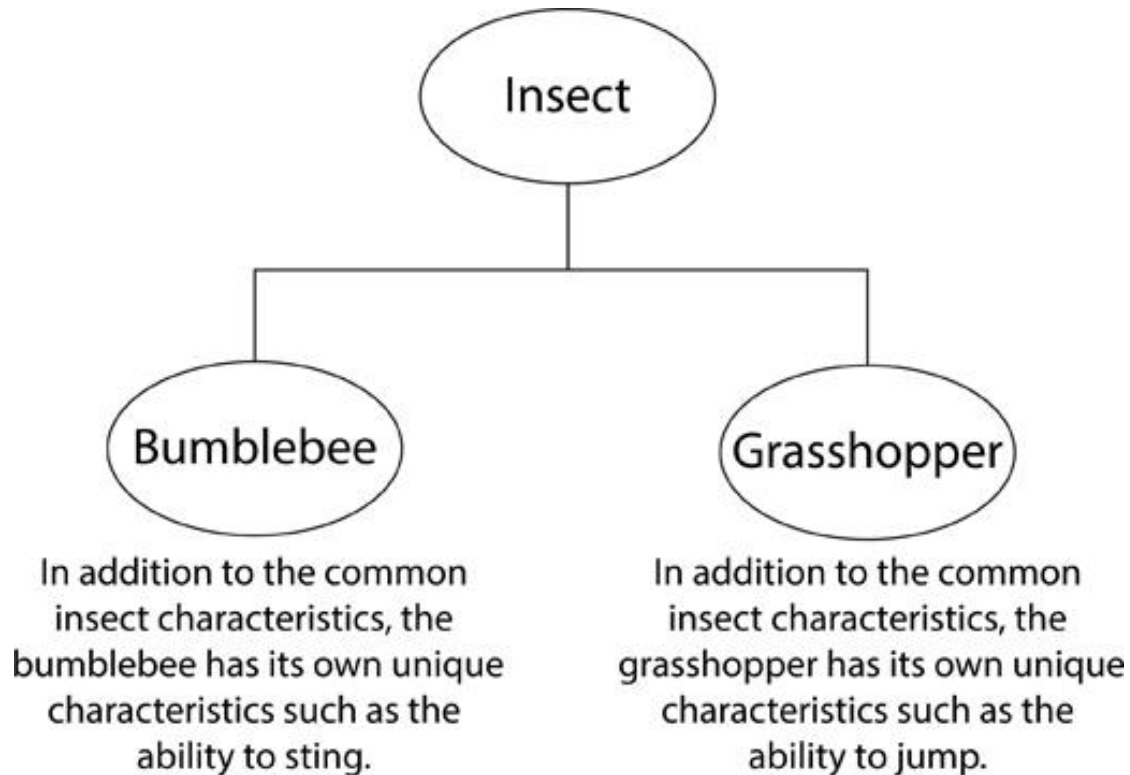 Insect
Bumblebee
Grasshopper
In addition to the common
insect characteristics, the
bumblebee has its own unique
characteristics such as the
ability to sting.
In addition to the common
insect characteristics, the
grasshopper has its own unique
characteristics such as the
ability to jump.